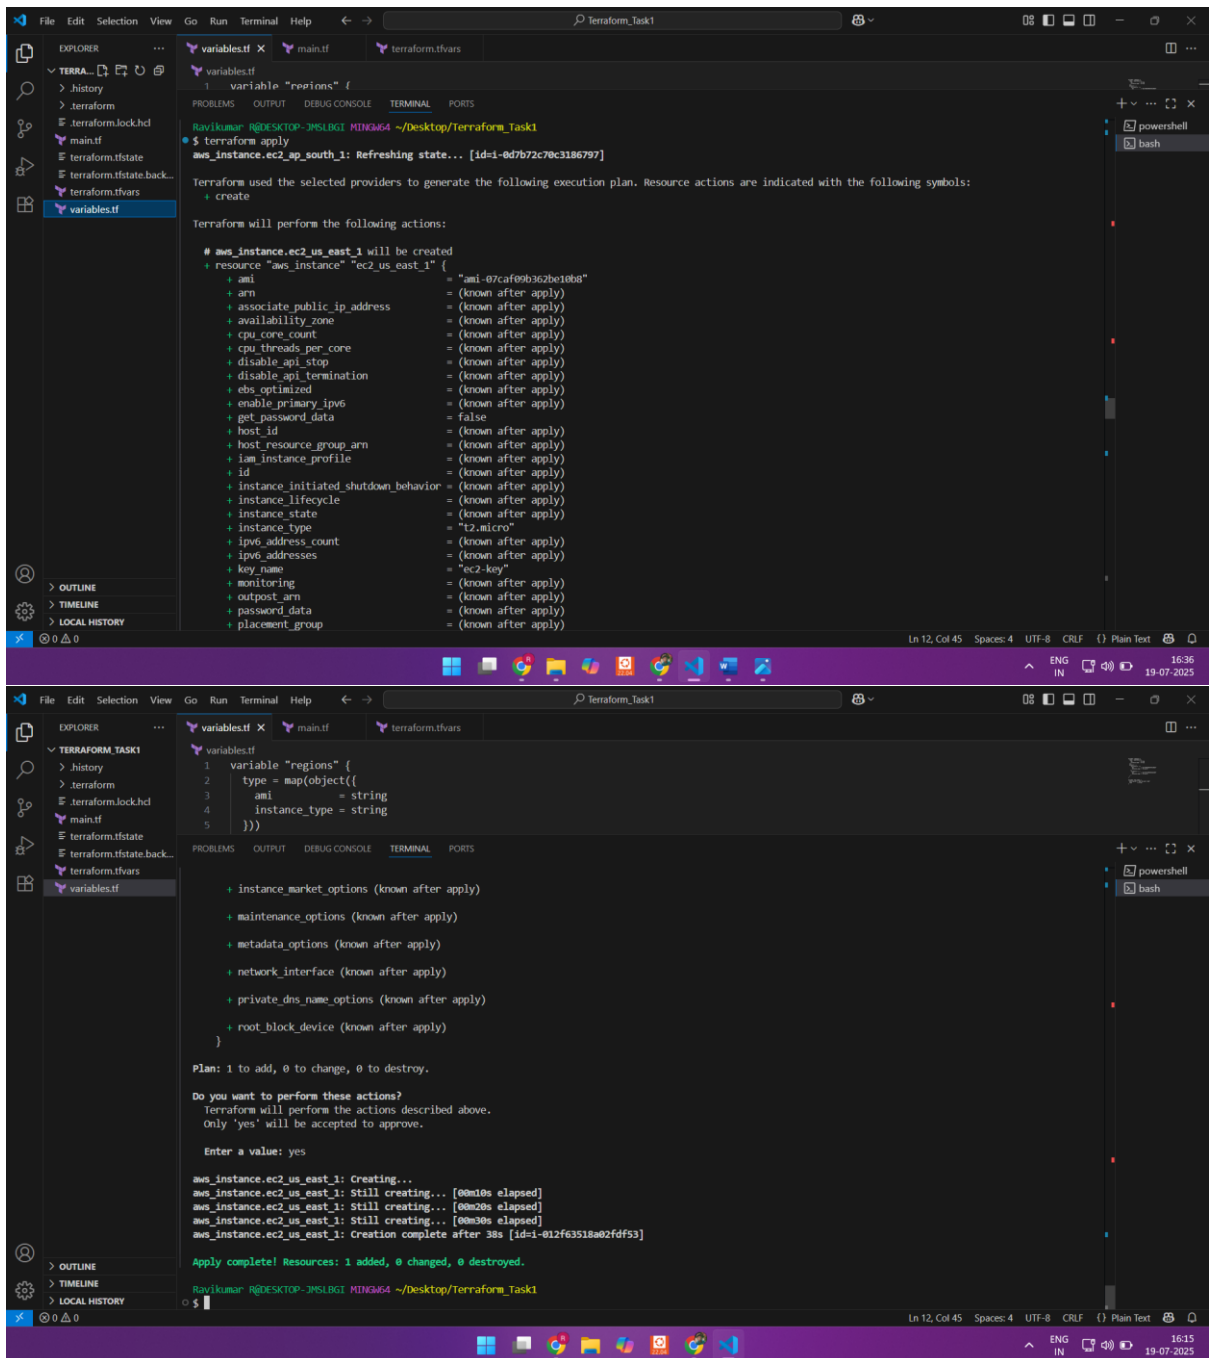 File Edit Selection View Go Run Terminal Help
Terraform_Task1
EXPLORER
variables.tf
main.tf
terraform.tfvars
TERRA...
variables.tf
.history
1 variable "regions" {
.terraform
PROBLEMS OUTPUT DEBUG CONSOLE TERMINAL PORTS
.terraform.lock.hcl
main.tf
terraform.tfstate
terraform.tfstate.back...
terraform.tfvars
variables.tf
powershell
bash
Ravikumar R@DESKTOP-JMSLBGI MINGW64 ~/Desktop/Terraform_Task1
$ terraform apply
aws_instance.ec2_ap_south_1: Refreshing state... [id=i-0d7b72c70c3186797]
Terraform used the selected providers to generate the following execution plan. Resource actions are indicated with the following symbols:
+ create
Terraform will perform the following actions:
# aws_instance.ec2_us_east_1 will be created
+ resource "aws_instance" "ec2_us_east_1" {
+ ami = "ami-07caf09b362be10b8"
+ arn = (known after apply)
+ associate_public_ip_address = (known after apply)
+ availability_zone = (known after apply)
+ cpu_core_count = (known after apply)
+ cpu_threads_per_core = (known after apply)
+ disable_api_stop = (known after apply)
+ disable_api_termination = (known after apply)
+ ebs_optimized = (known after apply)
+ enable_primary_ipv6 = (known after apply)
+ get_password_data = false
+ host_id = (known after apply)
+ host_resource_group_arn = (known after apply)
+ iam_instance_profile = (known after apply)
+ id = (known after apply)
+ instance_initiated_shutdown_behavior = (known after apply)
+ instance_lifecycle = (known after apply)
+ instance_state = (known after apply)
+ instance_type = "t2.micro"
+ ipv6_address_count = (known after apply)
+ ipv6_addresses = (known after apply)
+ key_name = "ec2-key"
+ monitoring = (known after apply)
+ outpost_arn = (known after apply)
+ password_data = (known after apply)
+ placement_group = (known after apply)
OUTLINE
TIMELINE
LOCAL HISTORY
0 0
Ln 12, Col 45 Spaces: 4 UTF-8 CRLF {} Plain Text
ENG
IN
16:36
19-07-2025
File Edit Selection View Go Run Terminal Help
Terraform_Task1
EXPLORER
variables.tf
main.tf
terraform.tfvars
TERRAFORM_TASK1
variables.tf
.history
.terraform
.terraform.lock.hcl
main.tf
terraform.tfstate
terraform.tfstate.back...
terraform.tfvars
variables.tf
1 variable "regions" {
2 type = map(object({
3 ami = string
4 instance_type = string
5 }))
PROBLEMS OUTPUT DEBUG CONSOLE TERMINAL PORTS
powershell
bash
+ instance_market_options (known after apply)
+ maintenance_options (known after apply)
+ metadata_options (known after apply)
+ network_interface (known after apply)
+ private_dns_name_options (known after apply)
+ root_block_device (known after apply)
}
Plan: 1 to add, 0 to change, 0 to destroy.
Do you want to perform these actions?
Terraform will perform the actions described above.
Only 'yes' will be accepted to approve.
Enter a value: yes
aws_instance.ec2_us_east_1: Creating...
aws_instance.ec2_us_east_1: Still creating... [00m10s elapsed]
aws_instance.ec2_us_east_1: Still creating... [00m20s elapsed]
aws_instance.ec2_us_east_1: Still creating... [00m30s elapsed]
aws_instance.ec2_us_east_1: Creation complete after 38s [id=i-012f63518a02fdf53]
Apply complete! Resources: 1 added, 0 changed, 0 destroyed.
Ravikumar R@DESKTOP-JMSLBGI MINGW64 ~/Desktop/Terraform_Task1
$
OUTLINE
TIMELINE
LOCAL HISTORY
0 0
Ln 12, Col 45 Spaces: 4 UTF-8 CRLF {} Plain Text
ENG
IN
16:15
19-07-2025